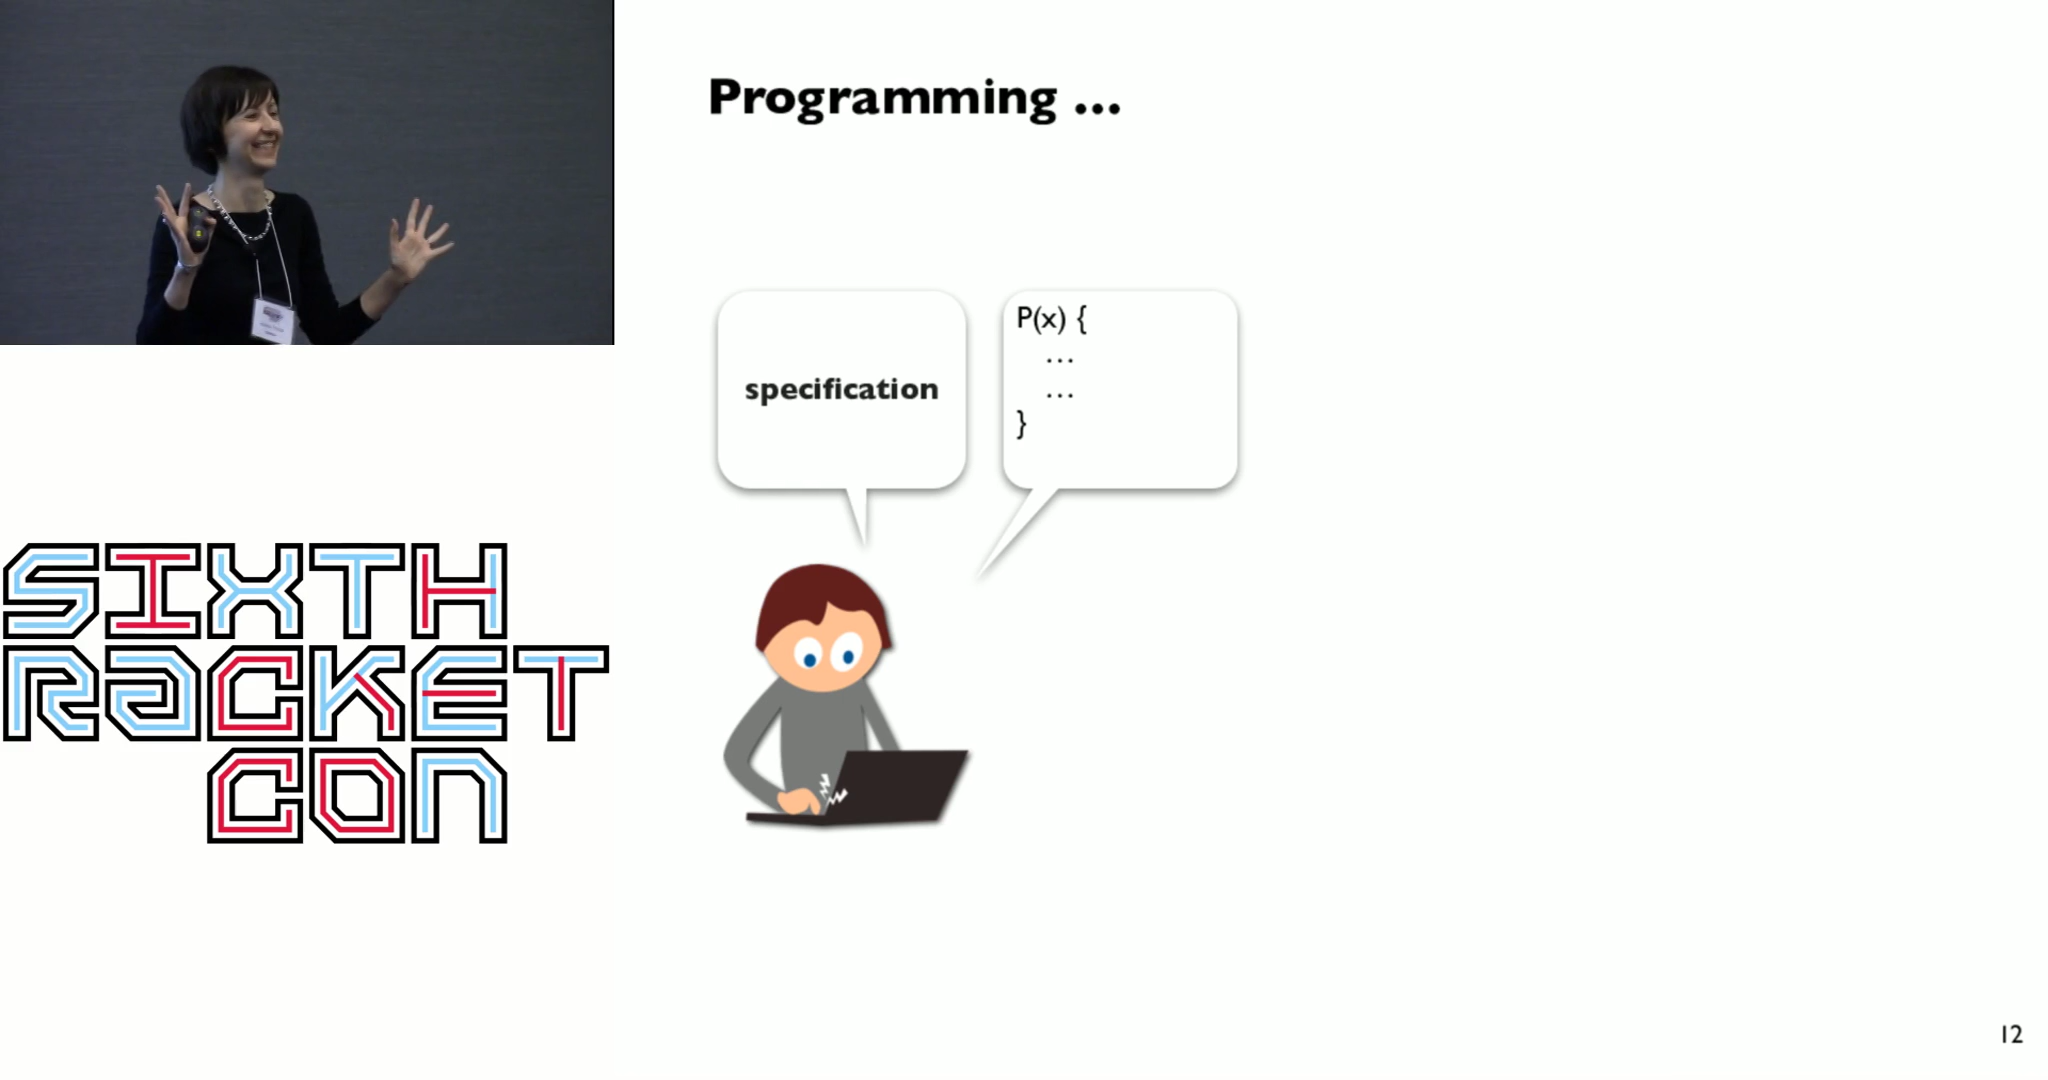 Programming ...
specification
P(x) {
...
...
}
SIXTH
RACKET
CON
12